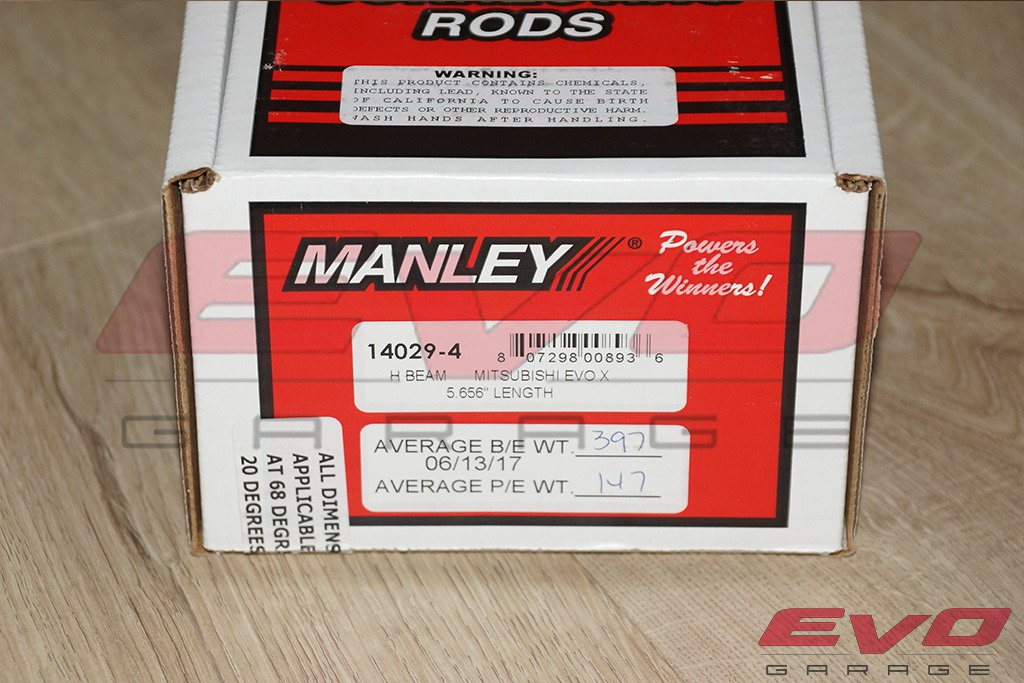 RODS
WARNING:
THIS PRODUCT CONTAINS CHEMICALS,
INCLUDING LEAD, KNOWN TO THE STATE
OF CALIFORNIA TO CAUSE BIRTH
DEFECTS OR OTHER REPRODUCTIVE HARM.
WASH HANDS AFTER HANDLING.
MANLEY®
Powers
the
Winners!
14029-4
8 07298 00893 6
H BEAM MITSUBISHI EVO X
5.656" LENGTH
AVERAGE B/E WT. 397
06/13/17
AVERAGE P/E WT. 147
ALL DIMENS
APPLICABLE
AT 68 DEGR
20 DEGREES
EVO
GARAGE
EVO
GARAGE